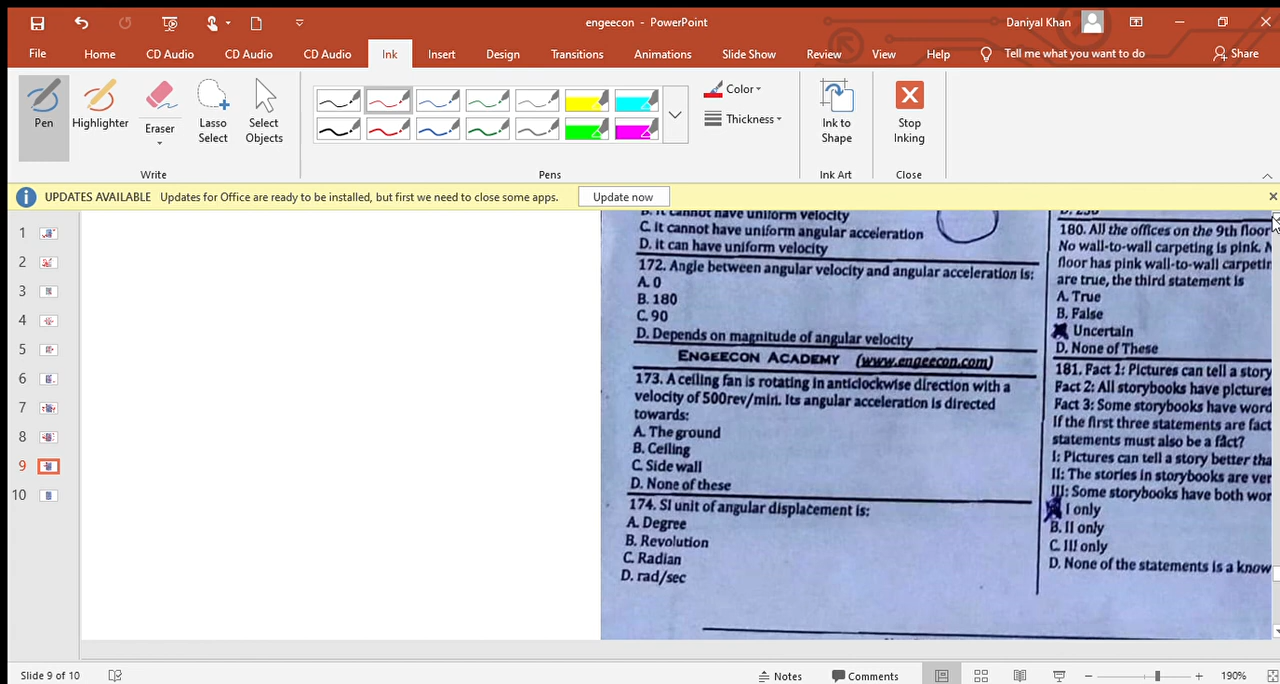 engeecon - PowerPoint
Daniyal Khan
File Home CD Audio CD Audio CD Audio Ink Insert Design Transitions Animations Slide Show Review View Help Tell me what you want to do Share
Pen
Highlighter
Eraser
Lasso
Select
Select
Objects
Color
Thickness
Ink to
Shape
Stop
Inking
Write
Pens
Ink Art
Close
UPDATES AVAILABLE Updates for Office are ready to be installed, but first we need to close some apps. Update now
1
2
3
4
5
6
7
8
9
10
B. It cannot have uniform velocity
C. It cannot have uniform angular acceleration
D. it can have uniform velocity
172. Angle between angular velocity and angular acceleration is:
A. 0
B. 180
C. 90
D. Depends on magnitude of angular velocity
ENGEECON ACADEMY (www.engeecon.com)
173. A ceiling fan is rotating in anticlockwise direction with a
velocity of 500rev/min. Its angular acceleration is directed
towards:
A. The ground
B. Ceiling
C. Side wall
D. None of these
174. SI unit of angular displacement is:
A. Degree
B. Revolution
C. Radian
D. rad/sec
180. All the offices on the 9th floor
No wall-to-wall carpeting is pink.
floor has pink wall-to-wall
are true, the third statement is
A. True
B. False
Uncertain
D. None of These
181. Fact 1: Pictures can tell a story
Fact 2: All storybooks have pictures
Fact 3: Some storybooks have
If the first three statements are
statements must also be a fact?
I: Pictures can tell a story better
II: The stories in storybooks are
III: Some storybooks have both
I only
B. II only
C. III only
D. None of the statements is a
Slide 9 of 10
Notes
Comments
190%